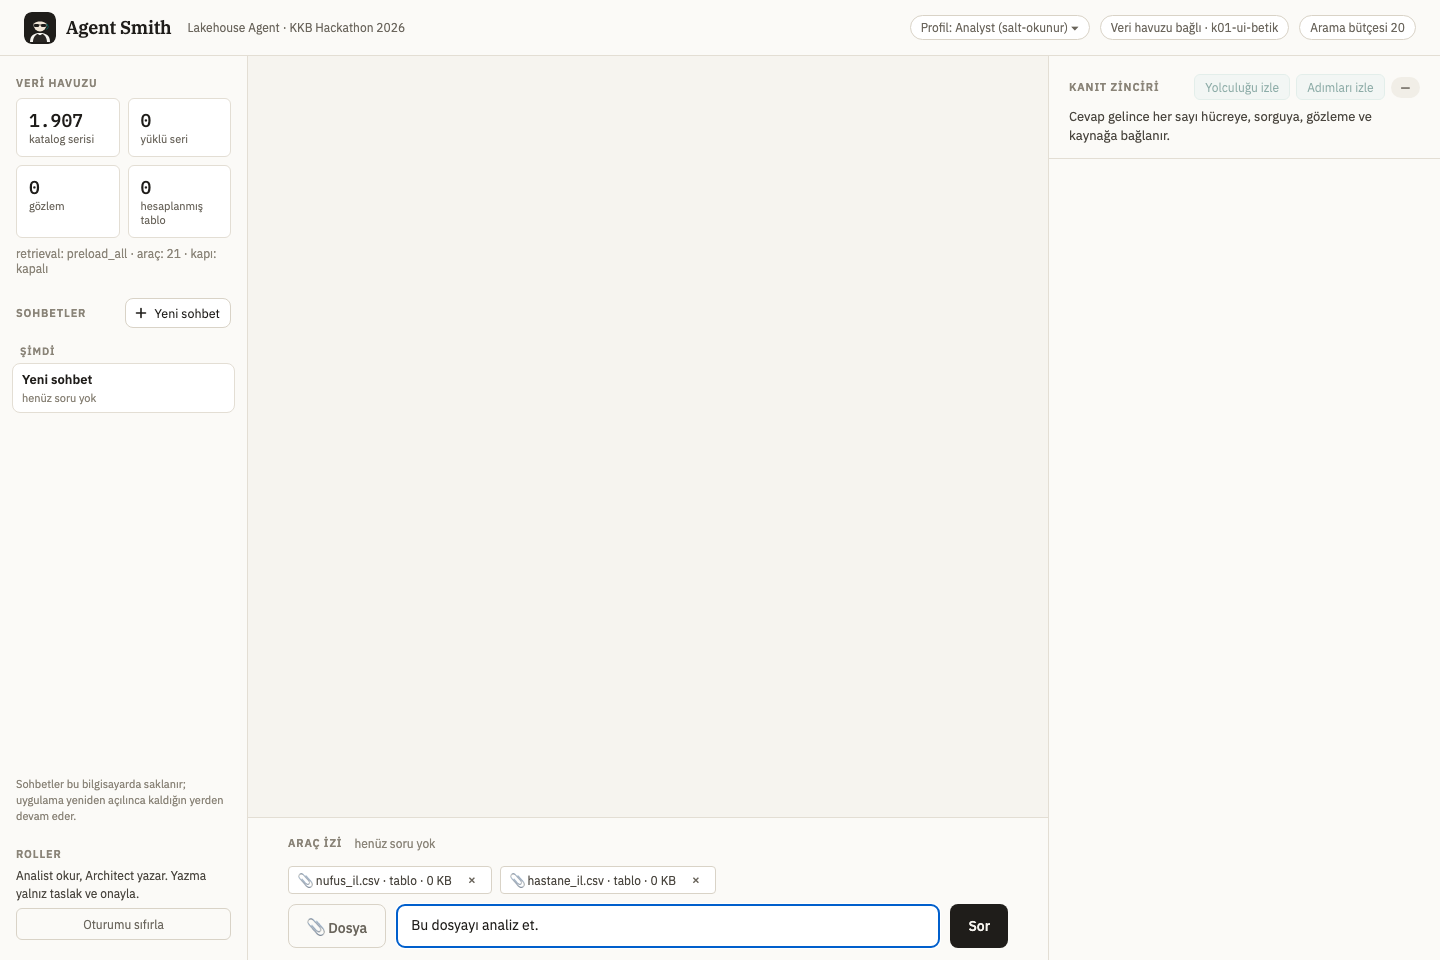 Agent Smith
Lakehouse Agent · KKB Hackathon 2026
Profil: Analyst (salt-okunur)
Veri havuzu bağlı · k01-ui-betik
Arama bütçesi 20
VERİ HAVUZU
1.907
katalog serisi
0
yüklü seri
0
gözlem
0
hesaplanmış
tablo
retrieval: preload_all · araç: 21 · kapı:
kapalı
SOHBETLER
+ Yeni sohbet
ŞİMDİ
Yeni sohbet
henüz soru yok
Sohbetler bu bilgisayarda saklanır;
uygulama yeniden açılınca kaldığın yerden
devam eder.
ROLLER
Analist okur, Architect yazar. Yazma
yalnız taslak ve onayla.
Oturumu sıfırla
ARAÇ İZİ henüz soru yok
nufus_il.csv · tablo · 0 KB ×
hastane_il.csv · tablo · 0 KB ×
Dosya
Bu dosyayı analiz et.
Sor
KANIT ZİNCİRİ
Yolculuğu izle
Adımları izle
–
Cevap gelince her sayı hücreye, sorguya, gözleme ve
kaynağa bağlanır.